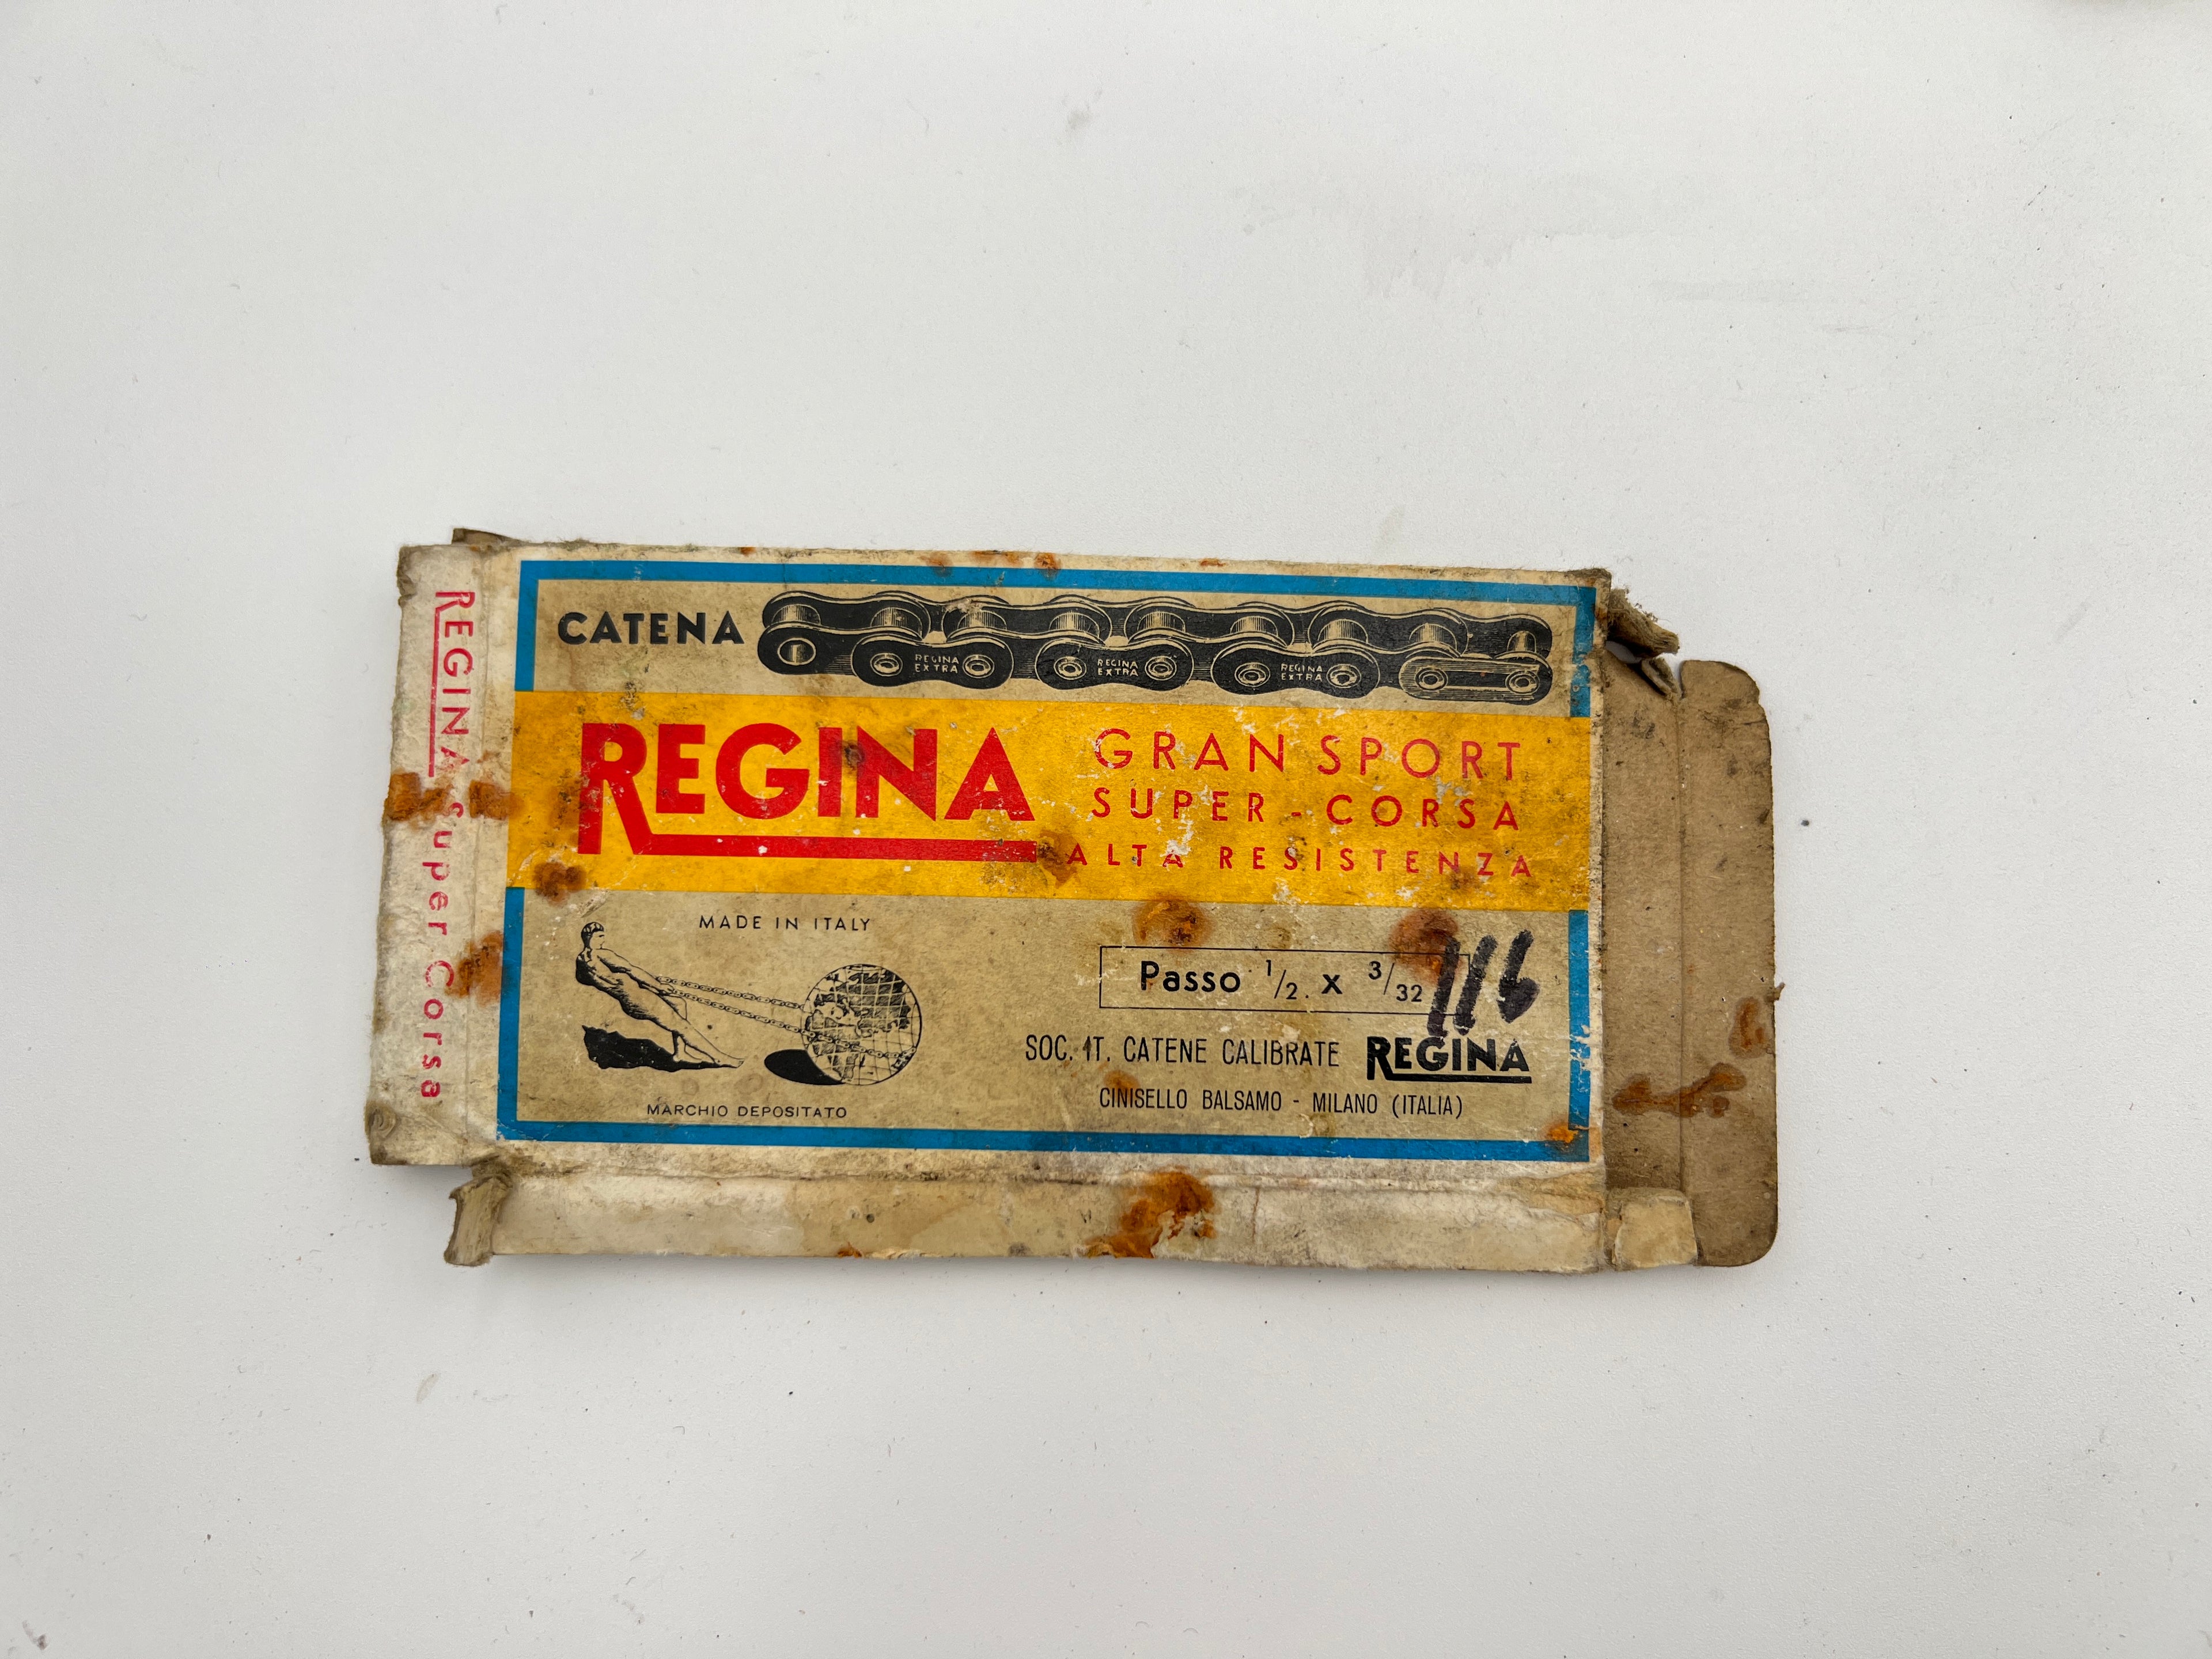 CATENA
REGINA EXTRA
REGINA EXTRA
REGINA EXTRA
REGINA
GRAN SPORT
SUPER - CORSA
ALTA RESISTENZA
MADE IN ITALY
MARCHIO DEPOSITATO
Passo 1/2 x 3/32
116
SOC. IT. CATENE CALIBRATE REGINA
CINISELLO BALSAMO - MILANO (ITALIA)
REGINA Super Corsa